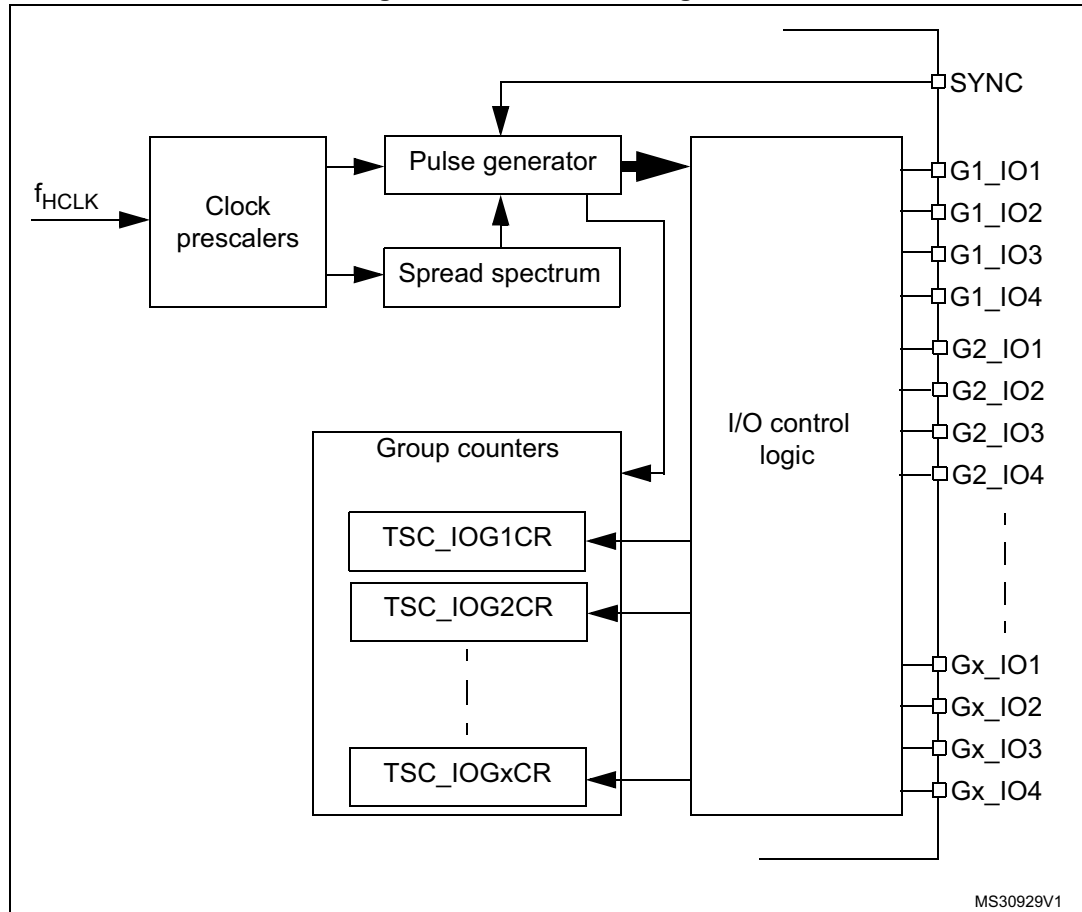 SYNC
Pulse generator
G1_IO1
fHCLK
Clock
prescalers
G1_IO2
G1_IO3
Spread spectrum
G1_IO4
G2_IO1
G2_IO2
I/O control
logic
G2_IO3
Group counters
G2_IO4
TSC_IOG1CR
TSC_IOG2CR
Gx_IO1
Gx_IO2
Gx_IO3
TSC_IOGxCR
Gx_IO4
MS30929V1